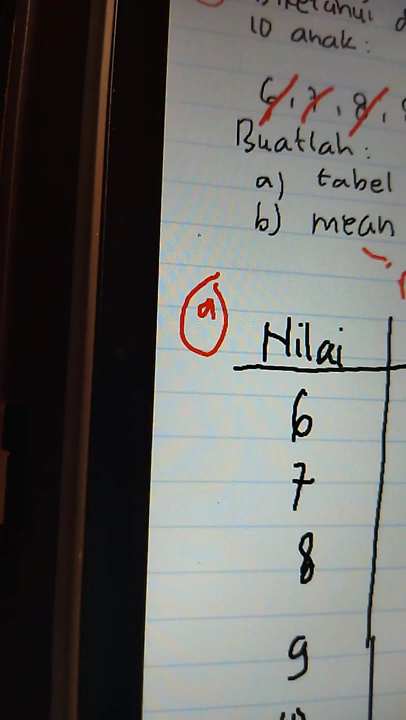 10 anak:
6, 7, 8,
Buatlah:
a) tabel
b) mean
a
Nilai
6
7
8
9